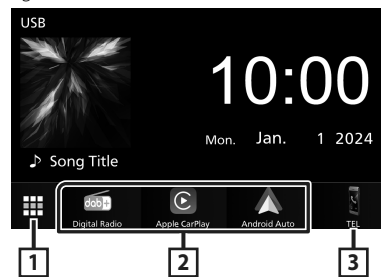 USB
10:00
Mon. Jan. 1 2024
♪ Song Title
dab+
Digital Radio
Apple CarPlay
Android Auto
TEL
1
2
3